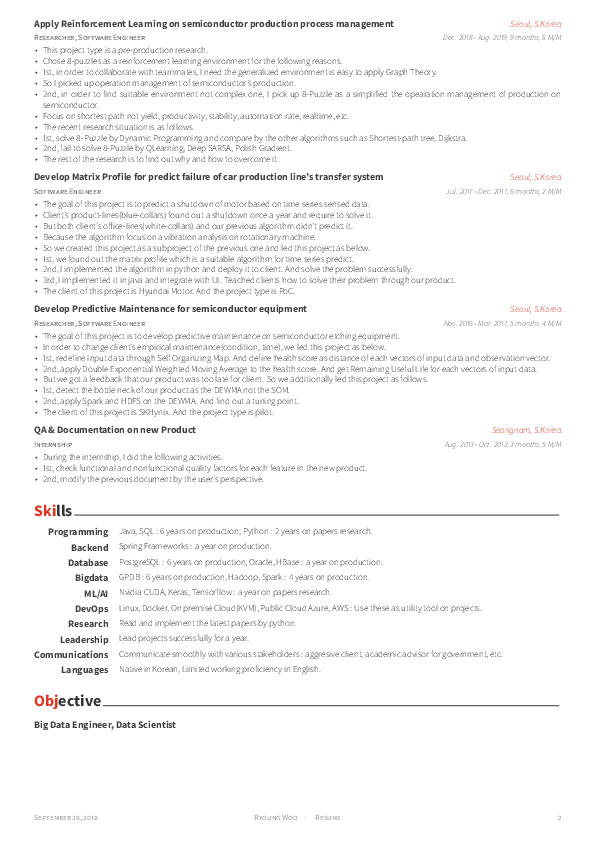 Apply Reinforcement Learning on semiconductor production process management Seoul, S.Korea
Researcher, Software Engineer Dec. 2018 - Aug. 2019, 9 months, 6 M/M
• This project type is a pre-production research.
• Chose 8-puzzles as a reinforcement learning environment for the following reasons.
• 1st, in order to collaborate with teammates, I need the generalized environment is easy to apply Graph Theory.
• So I picked up operation management of semiconductor's production.
• 2nd, in order to find suitable environment not complex one, I pick up 8-Puzzle as a simplified the opearation management of production on
semiconductor.
• Focus on shortest path not yield, productivity, stability, automation rate, realtime, etc.
• The recent research situation is as follows.
• 1st, solve 8-Puzzle by Dynamic Programming and compare by the other algorithms such as Shortest-path tree, Dijkstra.
• 2nd, fail to solve 8-Puzzle by QLearning, Deep SARSA, Polish Gradient.
• The rest of the research is to find out why and how to overcome it.
Develop Matrix Profile for predict failure of car production line's transfer system Seoul, S.Korea
Software Engineer Jul. 2017 - Dec. 2017, 6 months, 2 M/M
• The goal of this project is to predict a shutdown of motor based on time series sensed data.
• Client's product-lines(blue-collars) found out a shutdown once a year and require to solve it.
• But both client's office-lines(white-collars) and our previous algorithm didn't predict it.
• Because the algorithm focus on a vibration analysis on rotationary machine.
• So we created this project as a subproject of the previous one and led this project as below.
• 1st, we found out the matrix profile which is a suitable algorithm for time series predict.
• 2nd, I implemented the algorithm in python and deploy it to client. And solve the problem successfully.
• 3rd, I implemented it in java and integrate with UI. Teached clients how to solve their problem through our product.
• The client of this project is Hyundai Motor. And the project type is PoC.
Develop Predictive Maintenance for semiconductor equipment Seoul, S.Korea
Researcher, Software Engineer Nov. 2016 - Mar. 2017, 5 months, 4 M/M
• The goal of this project is to develop predictive maintenance on semiconductor etching equipment.
• In order to change client's empirical maintenance(condition, time), we led this project as below.
• 1st, redefine input data through Self Organizing Map. And define health score as distance of each vectors of input data and observation vector.
• 2nd, apply Double Exponential Weighted Moving Average to the health score. And get Remaining Useful Life for each vectors of input data.
• But we got a feedback that our product was too late for client. So we additionally led this project as follows.
• 1st, detect the bottle neck of our product as the DEWMA not the SOM.
• 2nd, apply Spark and HDFS on the DEWMA. And find out a tuning point.
• The client of this project is SKHynix. And the project type is pilot.
QA & Documentation on new Product Seongnam, S.Korea
Internship Aug. 2013 - Oct. 2013, 3 months, 5 M/M
• During the internship, I did the following activities.
• 1st, check functional and nonfunctional quality factors for each feature in the new product.
• 2nd, modify the previous document by the user's perspective.
Skills
Programming Java, SQL : 6 years on production, Python : 2 years on papers research.
Backend Spring Frameworks : a year on production.
Database PostgreSQL : 6 years on production, Oracle, HBase : a year on production.
Bigdata GPDB : 6 years on production, Hadoop, Spark : 4 years on production.
ML/AI Nvidia CUDA, Keras, Tensorflow : a year on papers research.
DevOps Linux, Docker, On premise Cloud(KVM), Public Cloud Azure, AWS : Use these as utility tool on projects.
Research Read and implement the latest papers by python.
Leadership Lead projects successfully for a year.
Communications Communicate smoothly with various stakeholders : aggresive client, academic advisor for government, etc.
Languages Native in Korean, Limited working proficiency in English.
Objective
Big Data Engineer, Data Scientist
September 26, 2019 Ryoung Woo · Resume 2